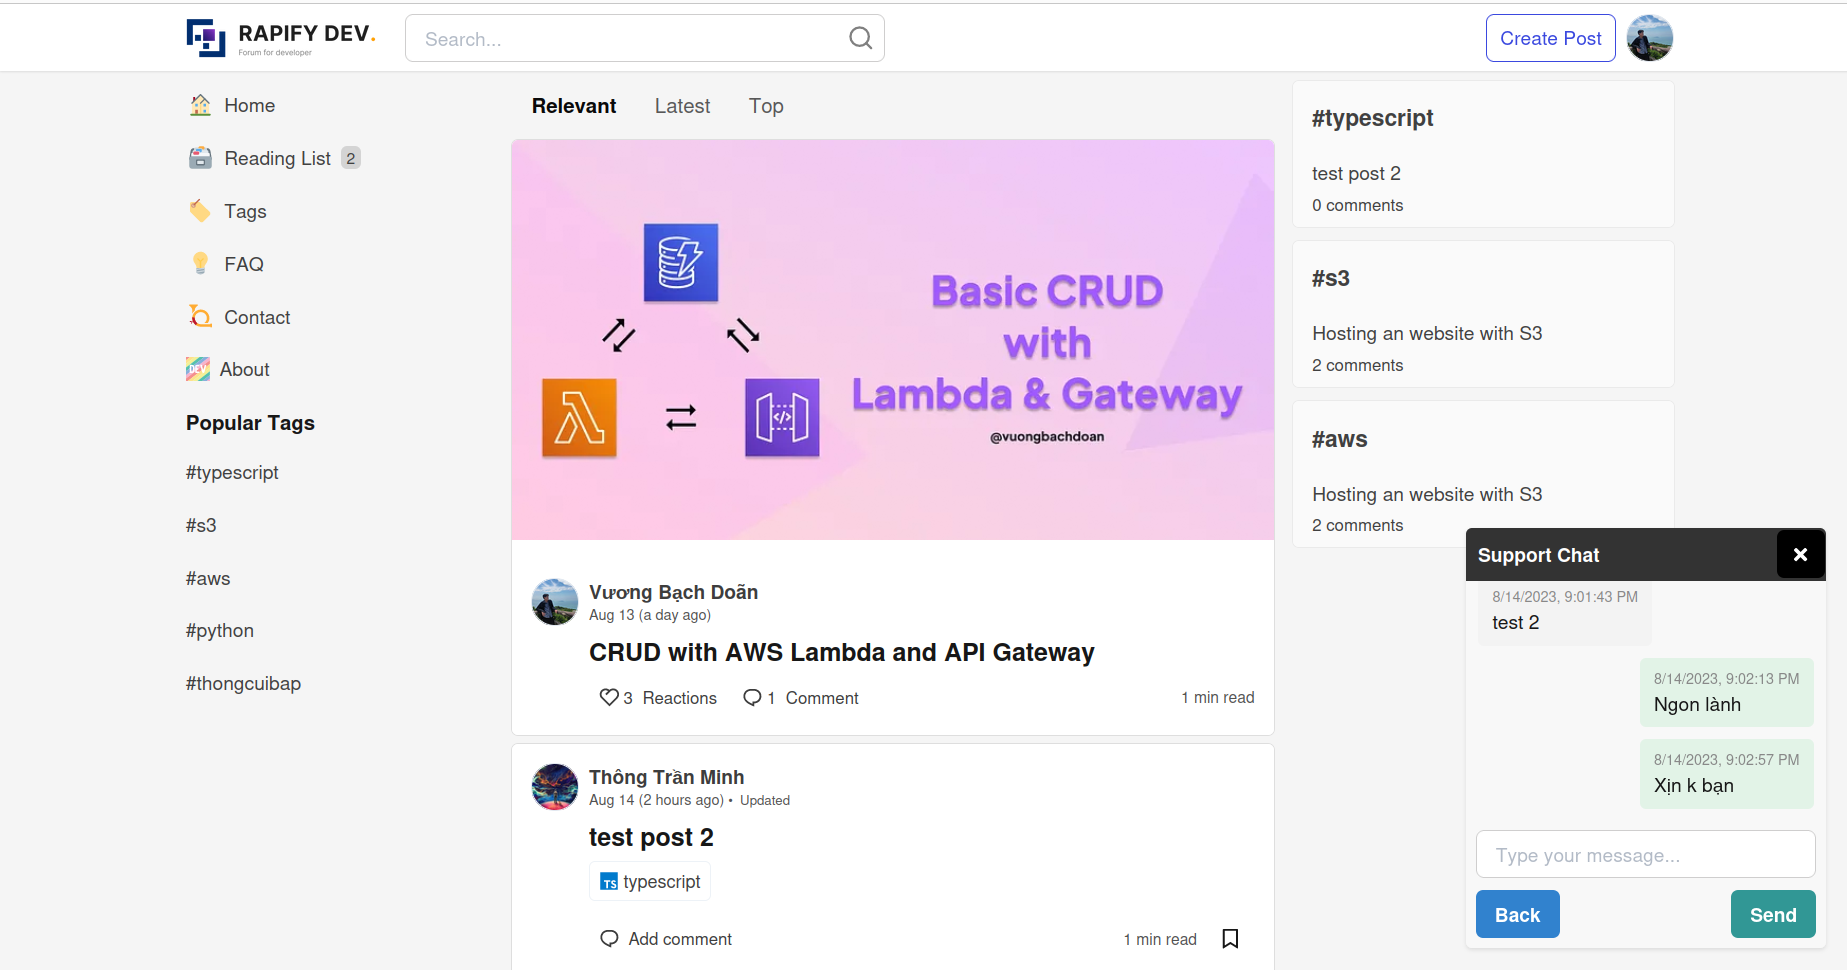 RAPIFY DEV.
Forum for developer
Search...
Create Post
Home
Reading List 2
Tags
FAQ
Contact
DEV About
Popular Tags
#typescript
#s3
#aws
#python
#thongcuibap
Relevant Latest Top
Basic CRUD
with
Lambda & Gateway
@vuongbachdoan
Vương Bạch Doãn
Aug 13 (a day ago)
CRUD with AWS Lambda and API Gateway
3 Reactions 1 Comment 1 min read
Thông Trần Minh
Aug 14 (2 hours ago) • Updated
test post 2
TS typescript
Add comment 1 min read
#typescript
test post 2
0 comments
#s3
Hosting an website with S3
2 comments
#aws
Hosting an website with S3
2 comments
Support Chat
8/14/2023, 9:01:43 PM
test 2
8/14/2023, 9:02:13 PM
Ngon lành
8/14/2023, 9:02:57 PM
Xịn k bạn
Type your message...
Back Send